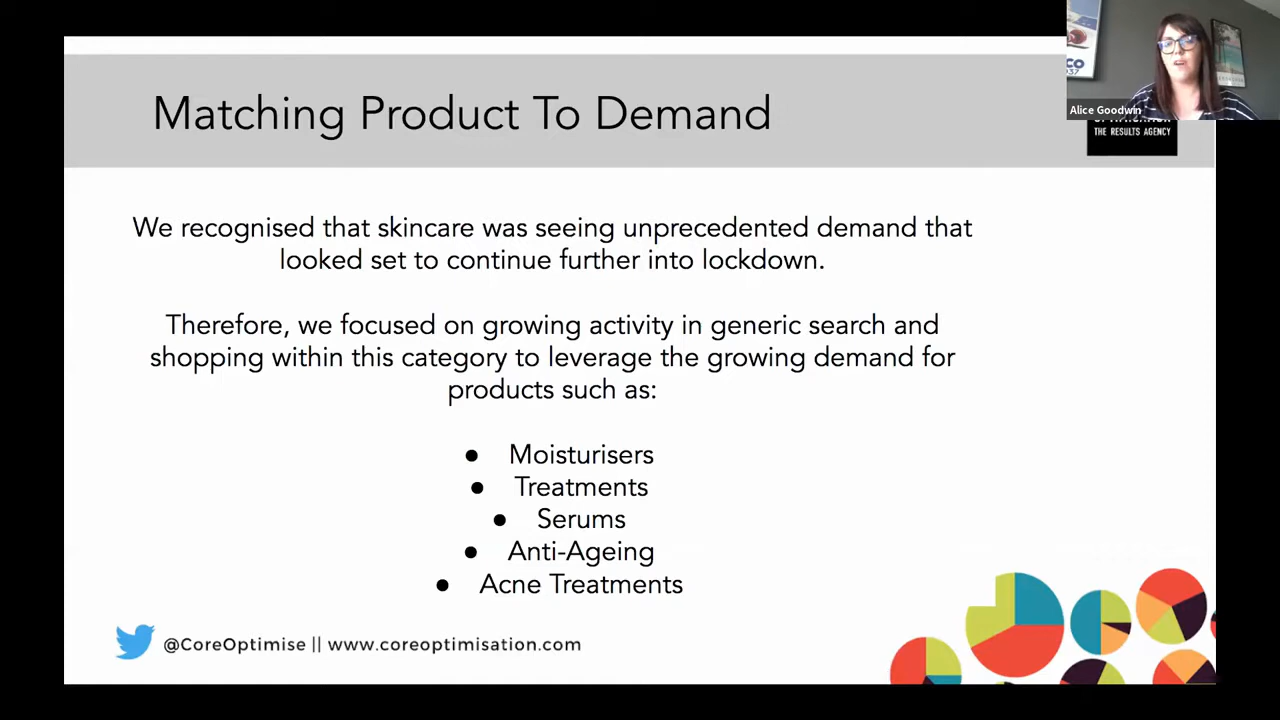 Matching Product To Demand
Alice Goodwin
THE RESULTS AGENCY
We recognised that skincare was seeing unprecedented demand that
looked set to continue further into lockdown.
Therefore, we focused on growing activity in generic search and
shopping within this category to leverage the growing demand for
products such as:
● Moisturisers
● Treatments
● Serums
● Anti-Ageing
● Acne Treatments
@CoreOptimise || www.coreoptimisation.com